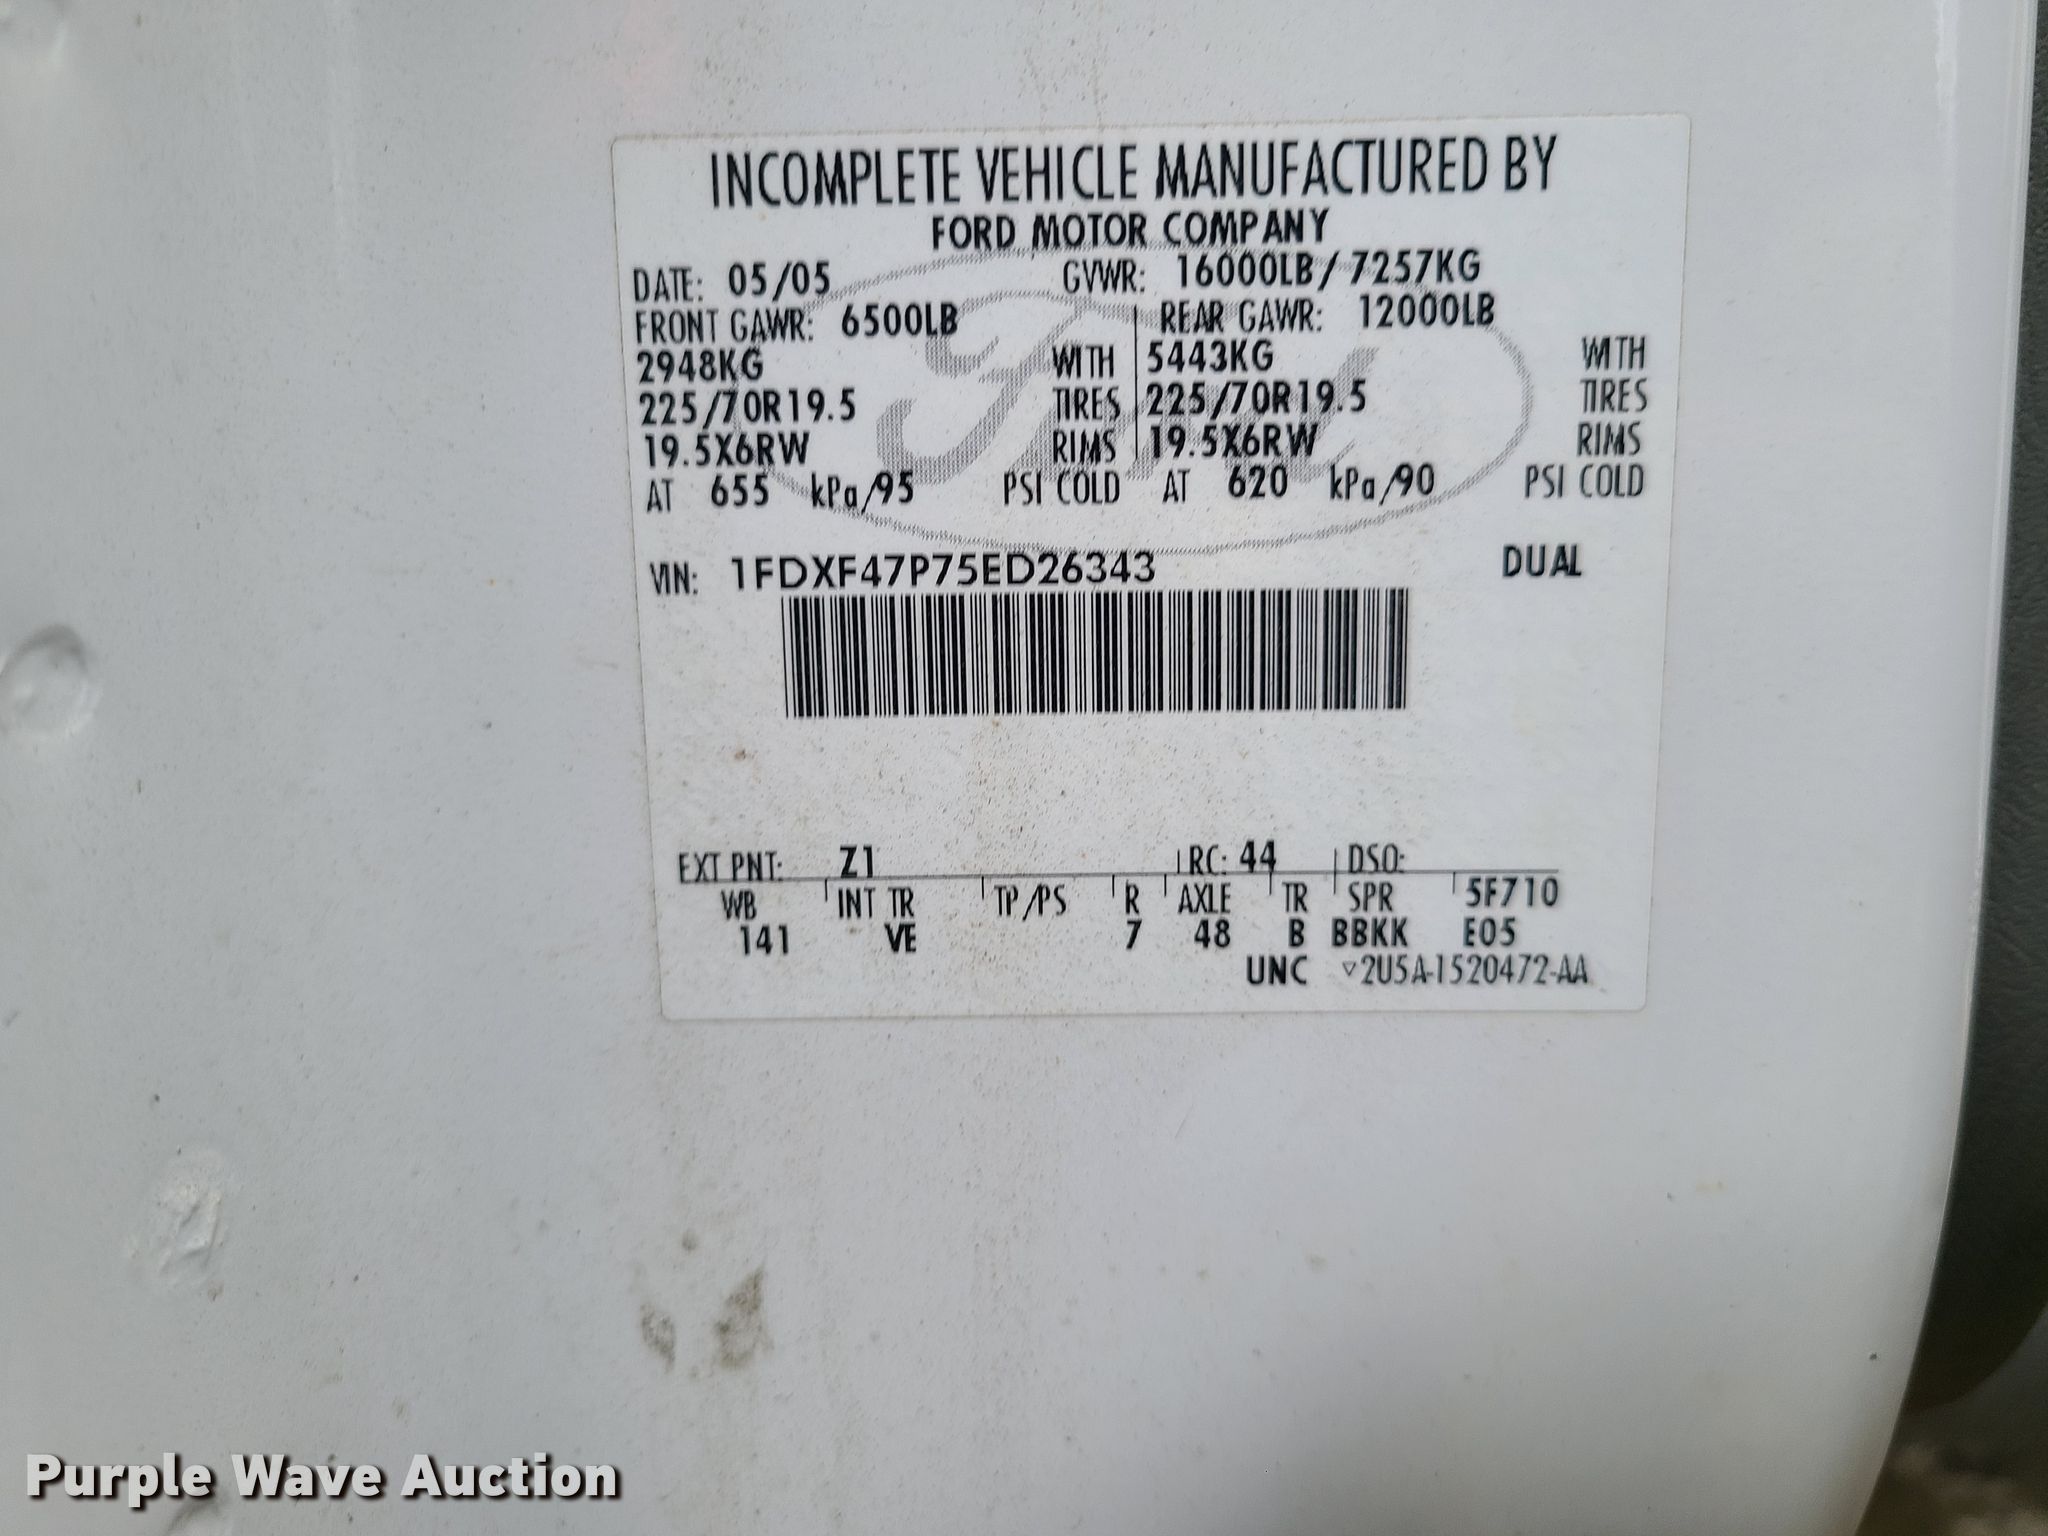 INCOMPLETE VEHICLE MANUFACTURED BY
FORD MOTOR COMPANY
DATE: 05/05 GVWR: 16000LB/7257KG
FRONT GAWR: 6500LB REAR GAWR: 12000LB
2948KG WITH 5443KG WITH
225/70R19.5 TIRES 225/70R19.5 TIRES
19.5X6RW RIMS 19.5X6RW RIMS
AT 655 kPa/95 PSI COLD AT 620 kPa/90 PSI COLD
VIN: 1FDXF47P75ED26343 DUAL
EXT PNT: Z1 RC: 44 DSO:
WB INT TR TP/PS R AXLE TR SPR 5F710
141 VE 7 48 B BBKK E05
UNC ▽2U5A-1520472-AA
Purple Wave Auction